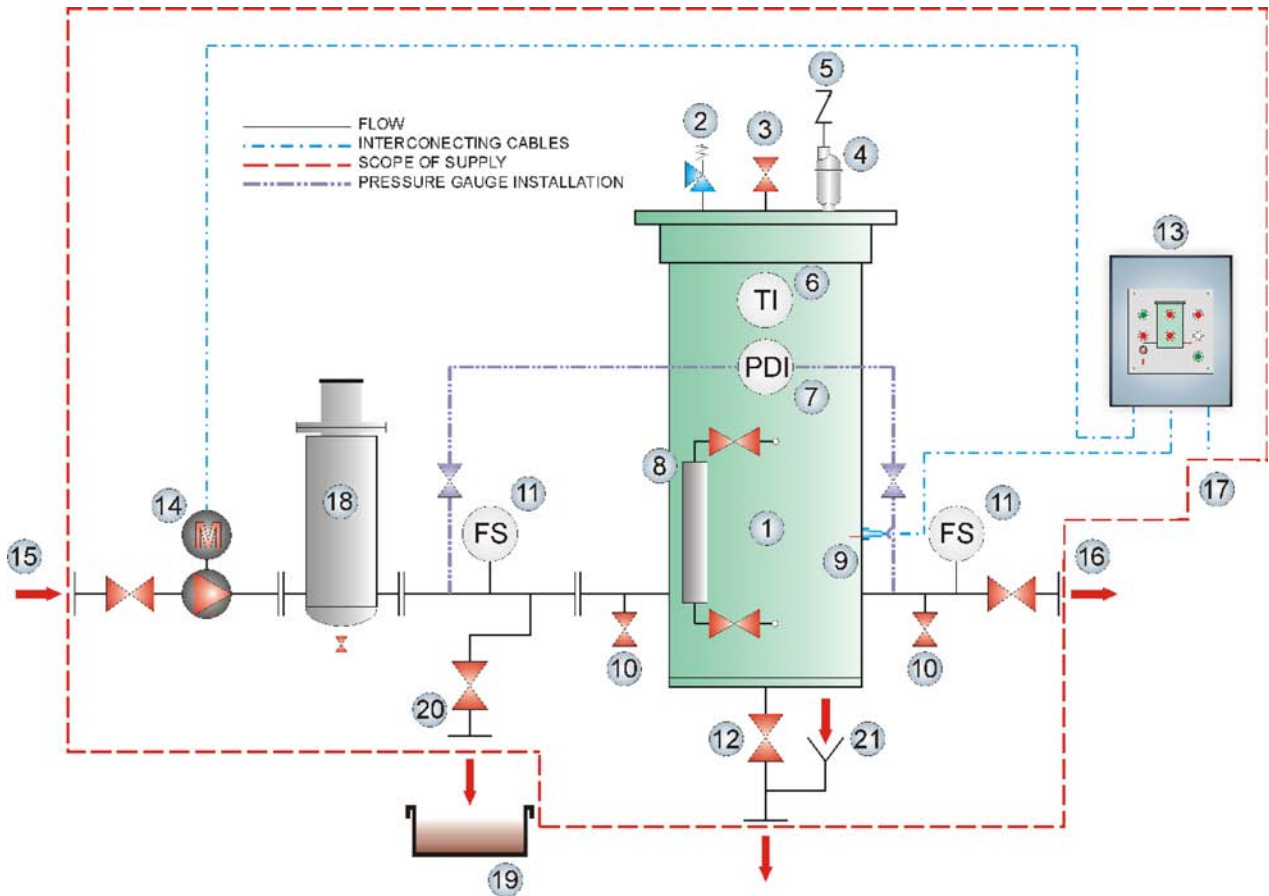 5
2
3
4
FLOW
INTERCONECTING CABLES
SCOPE OF SUPPLY
PRESSURE GAUGE INSTALLATION
13
TI
6
PDI
7
8
14
M
18
11
FS
1
9
11
FS
17
15
16
10
10
20
12
21
19